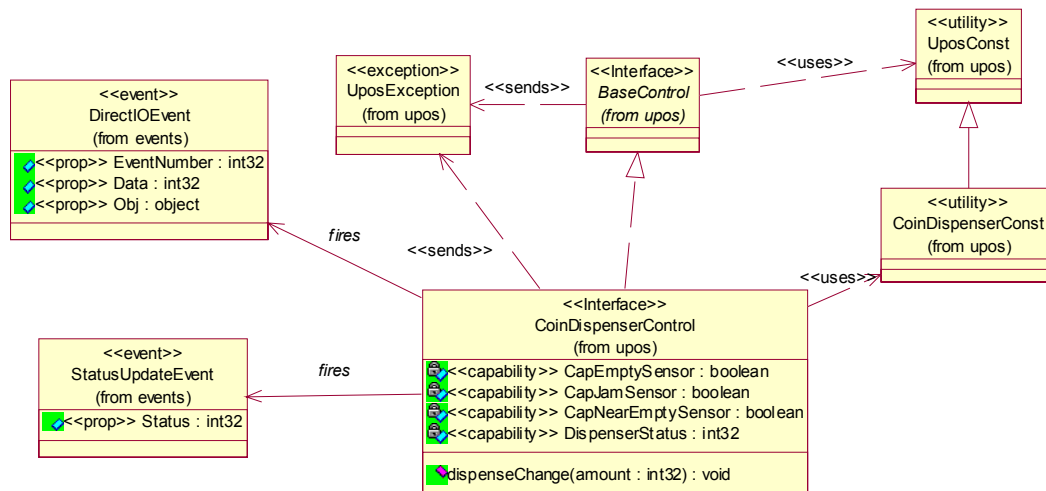 <<utility>>
UposConst
(from upos)
<<uses>>
<<exception>>
UposException
(from upos)
<<sends>>
<<Interface>>
BaseControl
(from upos)
<<event>>
DirectIOEvent
(from events)
<<prop>> EventNumber : int32
<<prop>> Data : int32
<<prop>> Obj : object
<<utility>>
CoinDispenserConst
(from upos)
fires
<<sends>>
<<uses>>
<<Interface>>
CoinDispenserControl
(from upos)
<<capability>> CapEmptySensor : boolean
<<capability>> CapJamSensor : boolean
<<capability>> CapNearEmptySensor : boolean
<<capability>> DispenserStatus : int32
dispenseChange(amount : int32) : void
fires
<<event>>
StatusUpdateEvent
(from events)
<<prop>> Status : int32